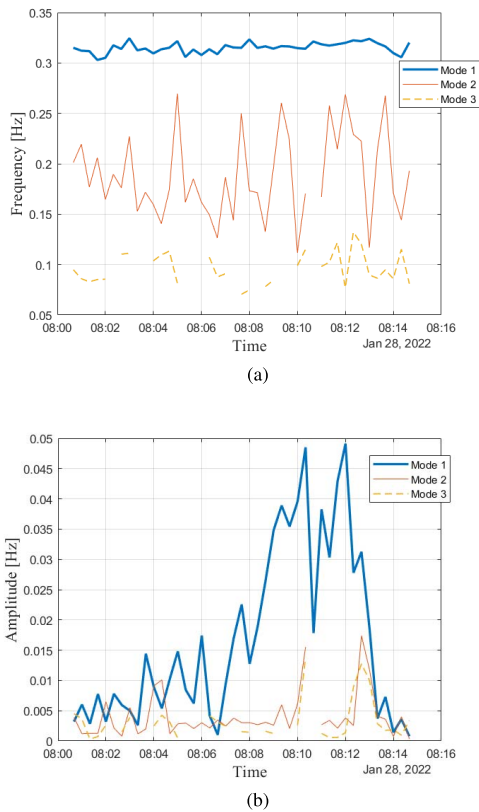 0.35
0.3
0.25
0.2
0.15
0.1
0.05
Frequency [Hz]
Mode 1
Mode 2
Mode 3
08:00 08:02 08:04 08:06 08:08 08:10 08:12 08:14 08:16
Time
Jan 28, 2022
(a)
0.05
0.045
0.04
0.035
0.03
0.025
0.02
0.015
0.01
0.005
0
Amplitude [Hz]
Mode 1
Mode 2
Mode 3
08:00 08:02 08:04 08:06 08:08 08:10 08:12 08:14 08:16
Time
Jan 28, 2022
(b)